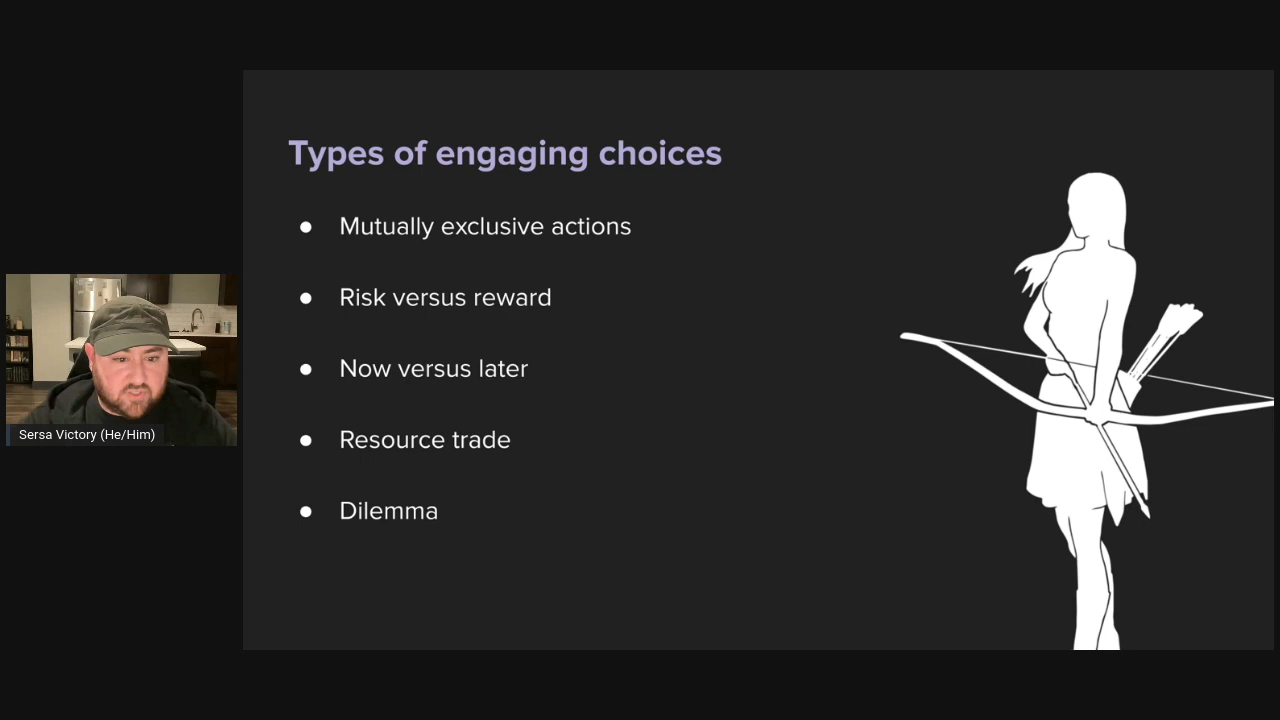 Types of engaging choices
● Mutually exclusive actions
● Risk versus reward
● Now versus later
● Resource trade
● Dilemma
Sersa Victory (He/Him)